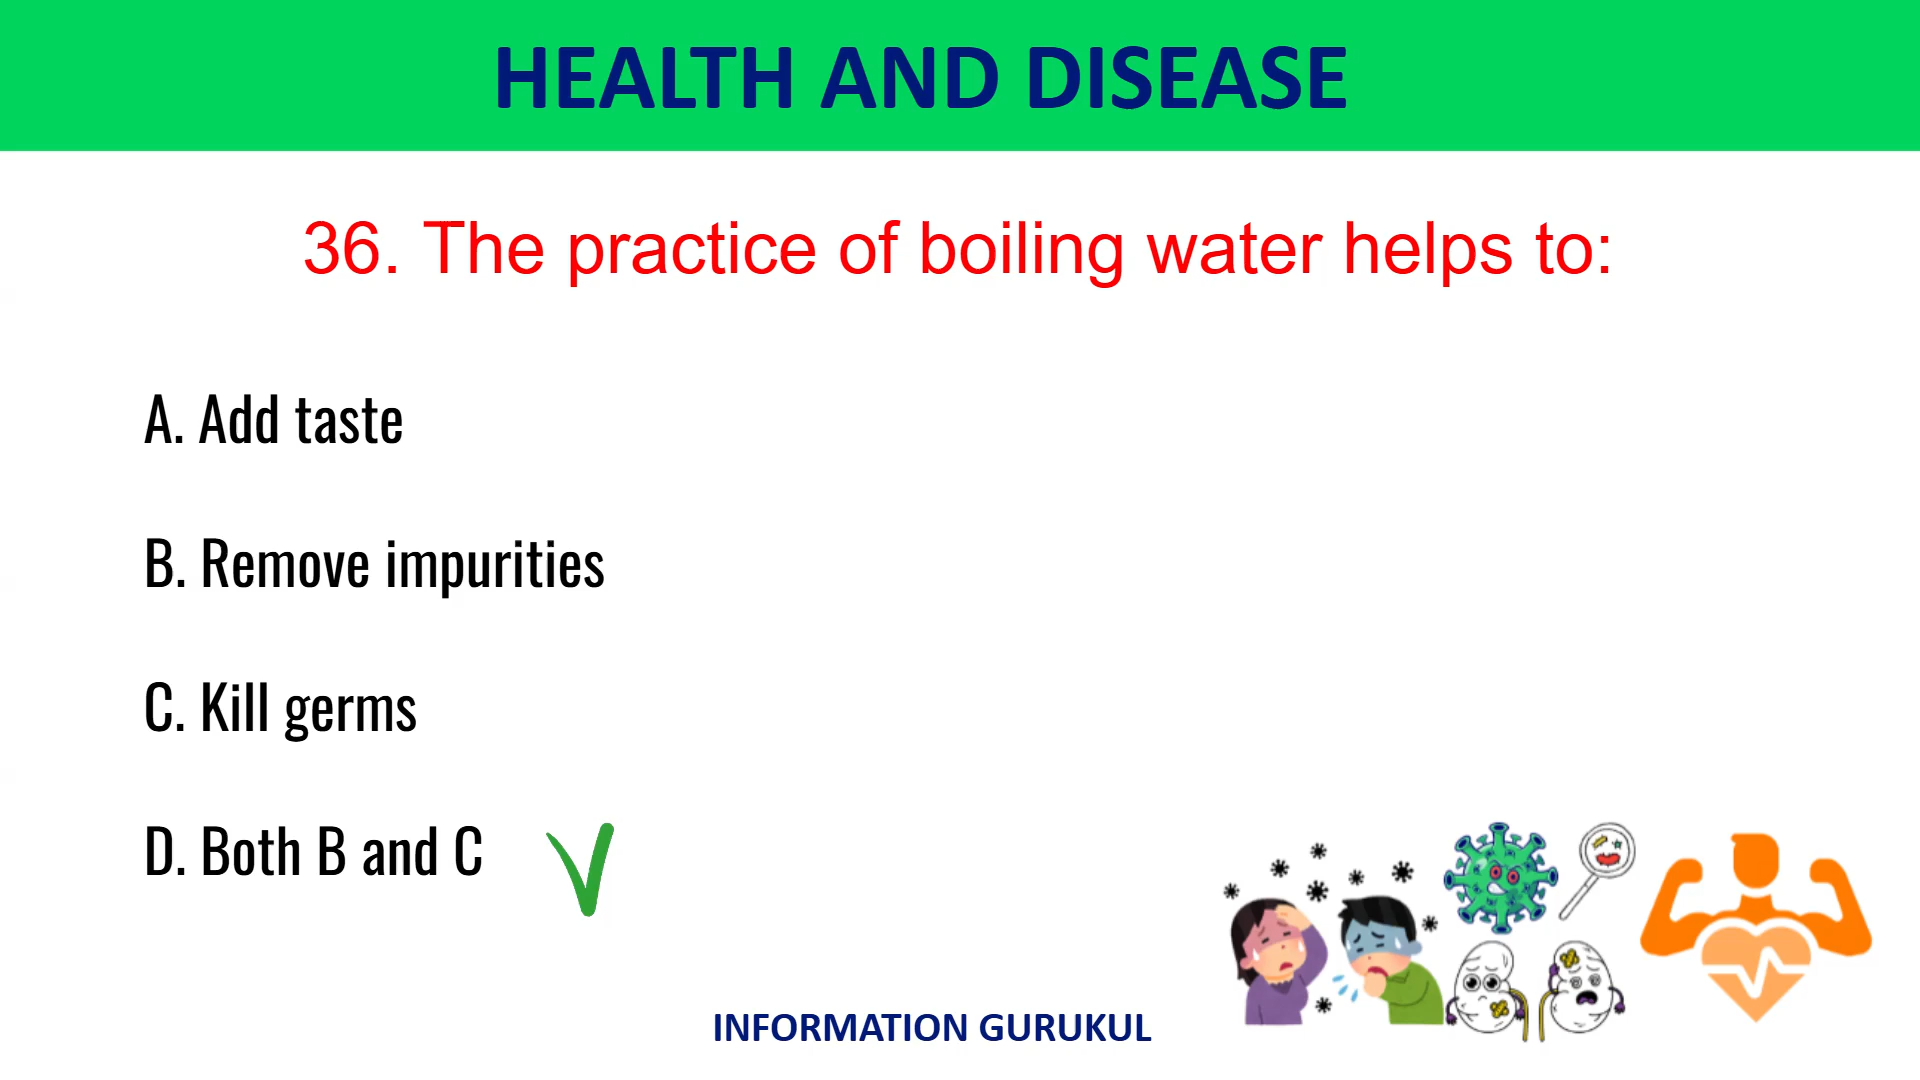 HEALTH AND DISEASE
36. The practice of boiling water helps to:
A. Add taste
B. Remove impurities
C. Kill germs
D. Both B and C
INFORMATION GURUKUL